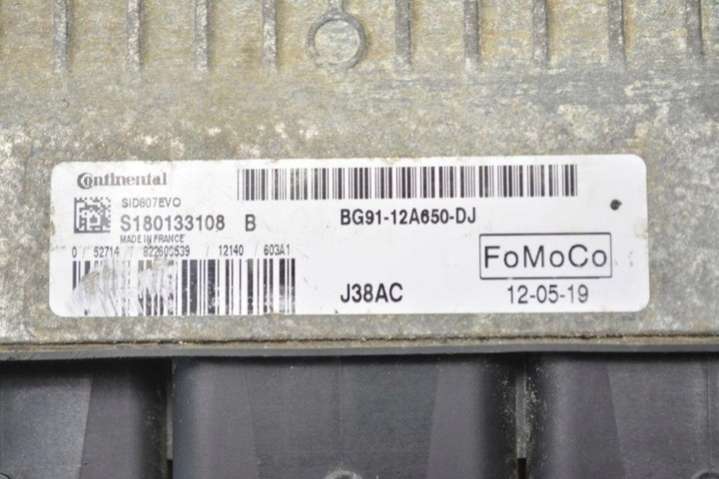 Continental
SID807EVO
S180133108 B
MADE IN FRANCE
0 52714 822600539 12140 603A1
BG91-12A650-DJ
J38AC
FoMoCo
12-05-19